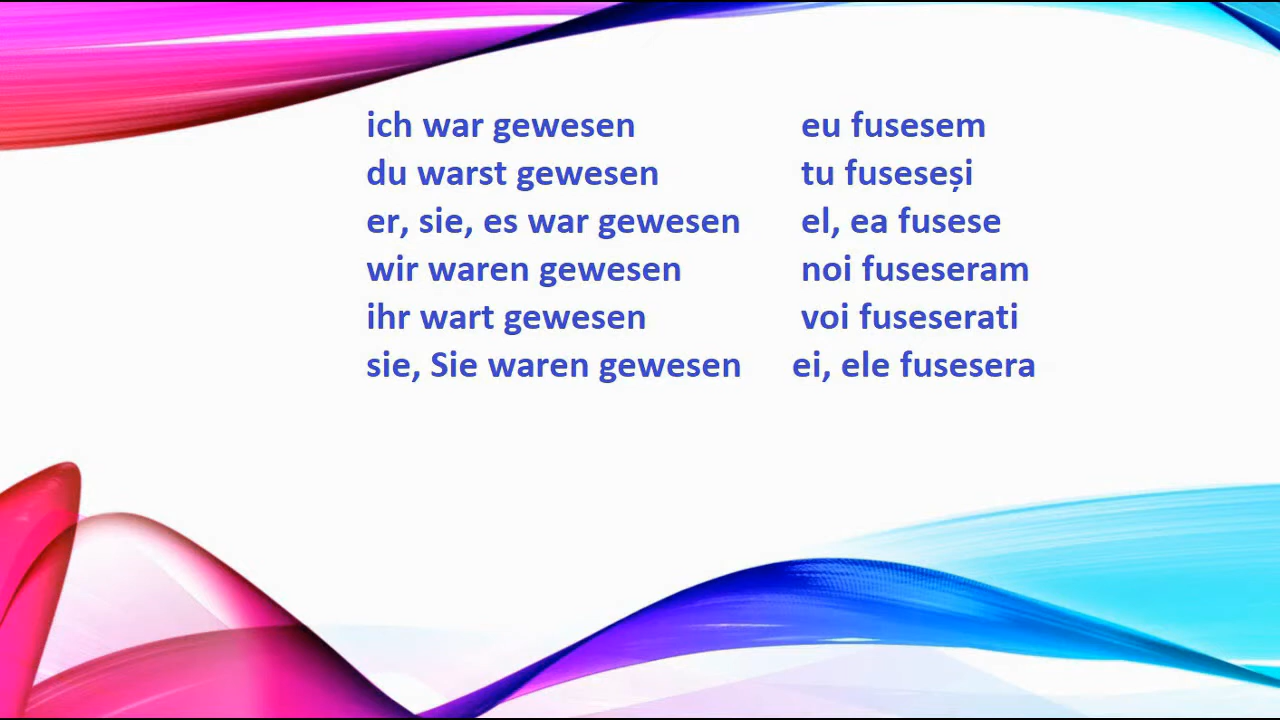 ich war gewesen eu fusesem
du warst gewesen tu fuseseși
er, sie, es war gewesen el, ea fusese
wir waren gewesen noi fuseseram
ihr wart gewesen voi fuseserati
sie, Sie waren gewesen ei, ele fusesera